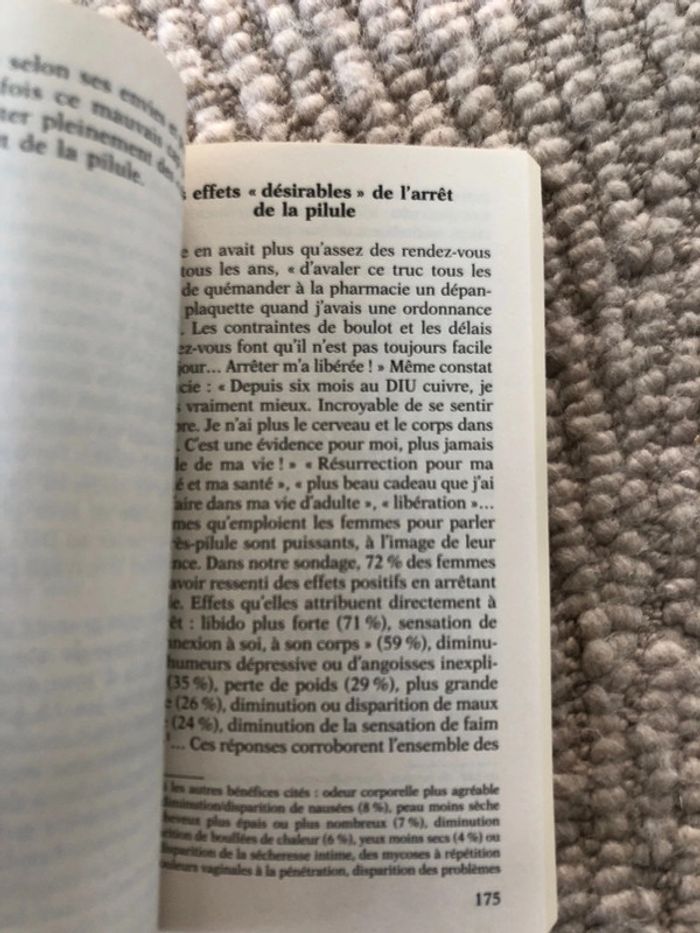 selon ses envies
fois ce mauvais
pleinement
de la pilule.
effets « désirables » de l'arrêt
de la pilule
en avait plus qu'assez des rendez-vous
tous les ans, « d'avaler ce truc tous les
de quémander à la pharmacie un dépan-
plaquette quand j'avais une ordonnance
. Les contraintes de boulot et les délais
ez-vous font qu'il n'est pas toujours facile
jour… Arrêter m'a libérée ! » Même constat
cie : « Depuis six mois au DIU cuivre, je
vraiment mieux. Incroyable de se sentir
bre. Je n'ai plus le cerveau et le corps dans
. C'est une évidence pour moi, plus jamais
le de ma vie ! » « Résurrection pour ma
é et ma santé », « plus beau cadeau que j'ai
faire dans ma vie d'adulte », « libération »…
mes qu'emploient les femmes pour parler
ès-pilule sont puissants, à l'image de leur
nce. Dans notre sondage, 72 % des femmes
avoir ressenti des effets positifs en arrêtant
le. Effets qu'elles attribuent directement à
êt : libido plus forte (71 %), sensation de
nnexion à soi, à son corps » (59 %), diminu-
humeurs dépressive ou d'angoisses inexpli-
(35 %), perte de poids (29 %), plus grande
(26 %), diminution ou disparition de maux
(24 %), diminution de la sensation de faim
… Ces réponses corroborent l'ensemble des
les autres bénéfices cités : odeur corporelle plus agréable
diminution/disparition de nausées (8 %), peau moins sèche
cheveux plus épais ou plus nombreux (7 %), diminution
de bouffées de chaleur (6 %), yeux moins secs (4 %) ou
disparition de la sécheresse intime, des mycoses à répétition
douleurs vaginales à la pénétration, disparition des problèmes
175